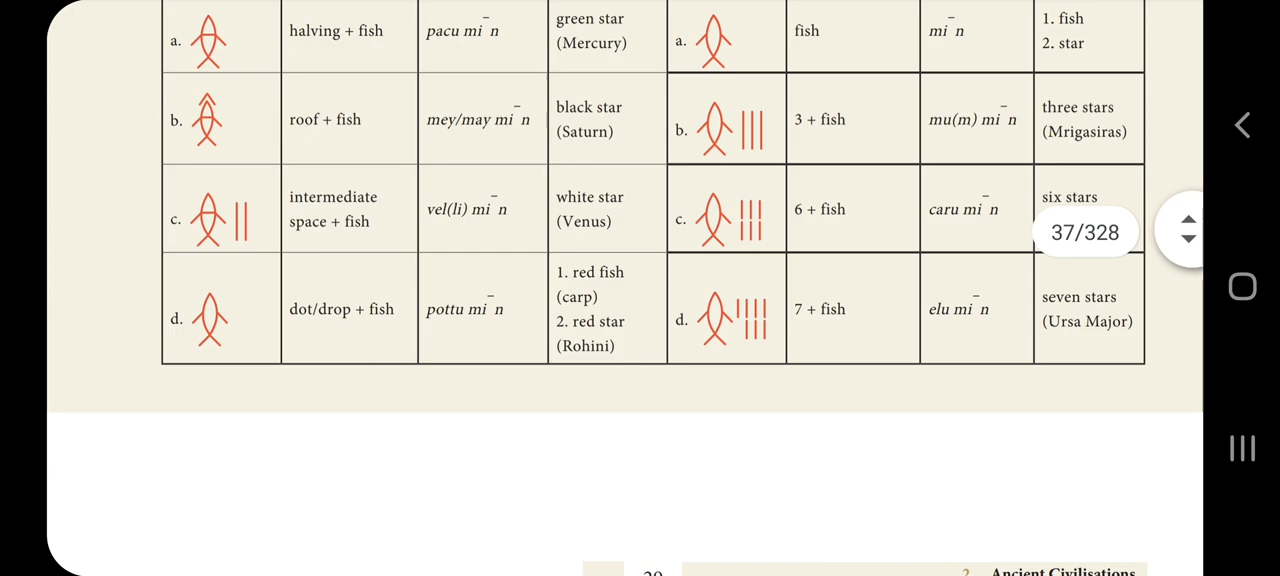 a. halving + fish pacu mīn green star (Mercury) a. fish mīn 1. fish 2. star
b. roof + fish mey/may mīn black star (Saturn) b. 3 + fish mu(m) mīn three stars (Mrigasiras)
c. intermediate space + fish vel(li) mīn white star (Venus) c. 6 + fish caru mīn six stars
37/328
d. dot/drop + fish pottu mīn 1. red fish (carp) 2. red star (Rohini) d. 7 + fish elu mīn seven stars (Ursa Major)
2 Ancient Civilisations